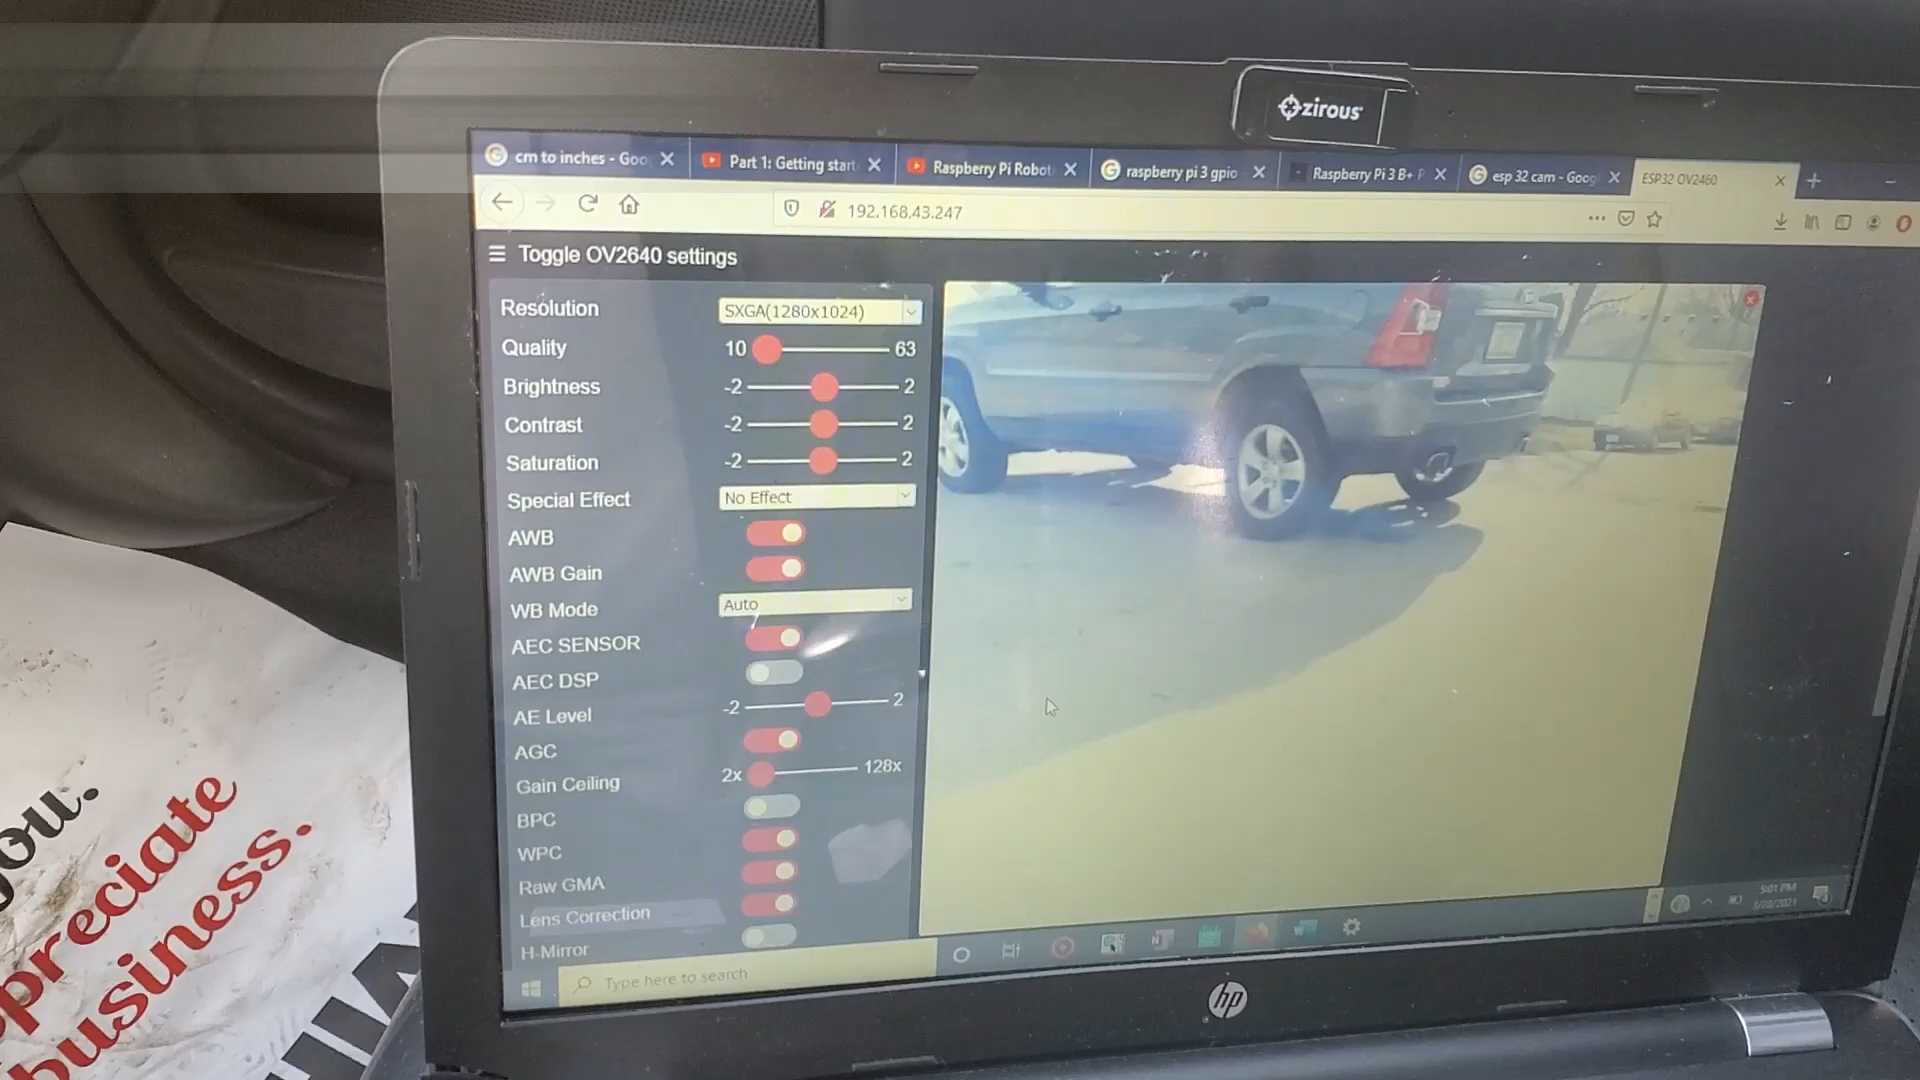 zirous
cm to inches - Goo
Part 1: Getting start
Raspberry Pi Robot
raspberry pi 3 gpio
Raspberry Pi 3 B+ P
esp 32 cam - Goog
ESP32 OV2460
192.168.43.247
Toggle OV2640 settings
Resolution SXGA(1280x1024)
Quality 10 63
Brightness -2 2
Contrast -2 2
Saturation -2 2
Special Effect No Effect
AWB
AWB Gain
WB Mode Auto
AEC SENSOR
AEC DSP
AE Level -2 2
AGC
Gain Ceiling 2x 128x
BPC
WPC
Raw GMA
Lens Correction
H-Mirror
Type here to search
5:01 PM
hp
you.
preciate
business.